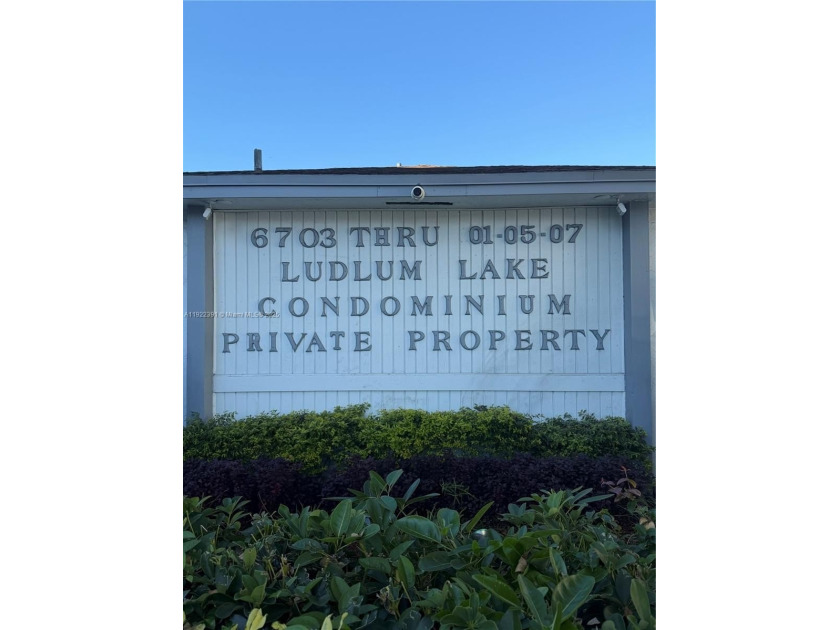 6703 THRU 01-05-07
LUDLUM LAKE
CONDOMINIUM
PRIVATE PROPERTY